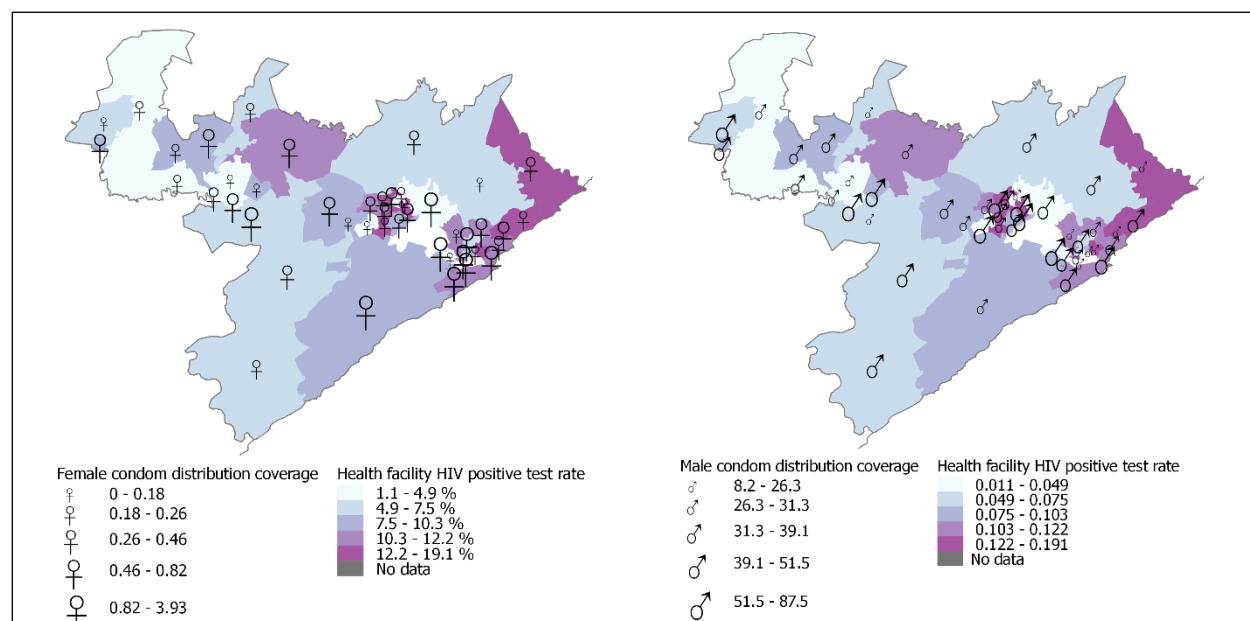 Female condom distribution coverage
0 - 0.18
0.18 - 0.26
0.26 - 0.46
0.46 - 0.82
0.82 - 3.93
Health facility HIV positive test rate
1.1 - 4.9 %
4.9 - 7.5 %
7.5 - 10.3 %
10.3 - 12.2 %
12.2 - 19.1 %
No data
Male condom distribution coverage
8.2 - 26.3
26.3 - 31.3
31.3 - 39.1
39.1 - 51.5
51.5 - 87.5
Health facility HIV positive test rate
0.011 - 0.049
0.049 - 0.075
0.075 - 0.103
0.103 - 0.122
0.122 - 0.191
No data